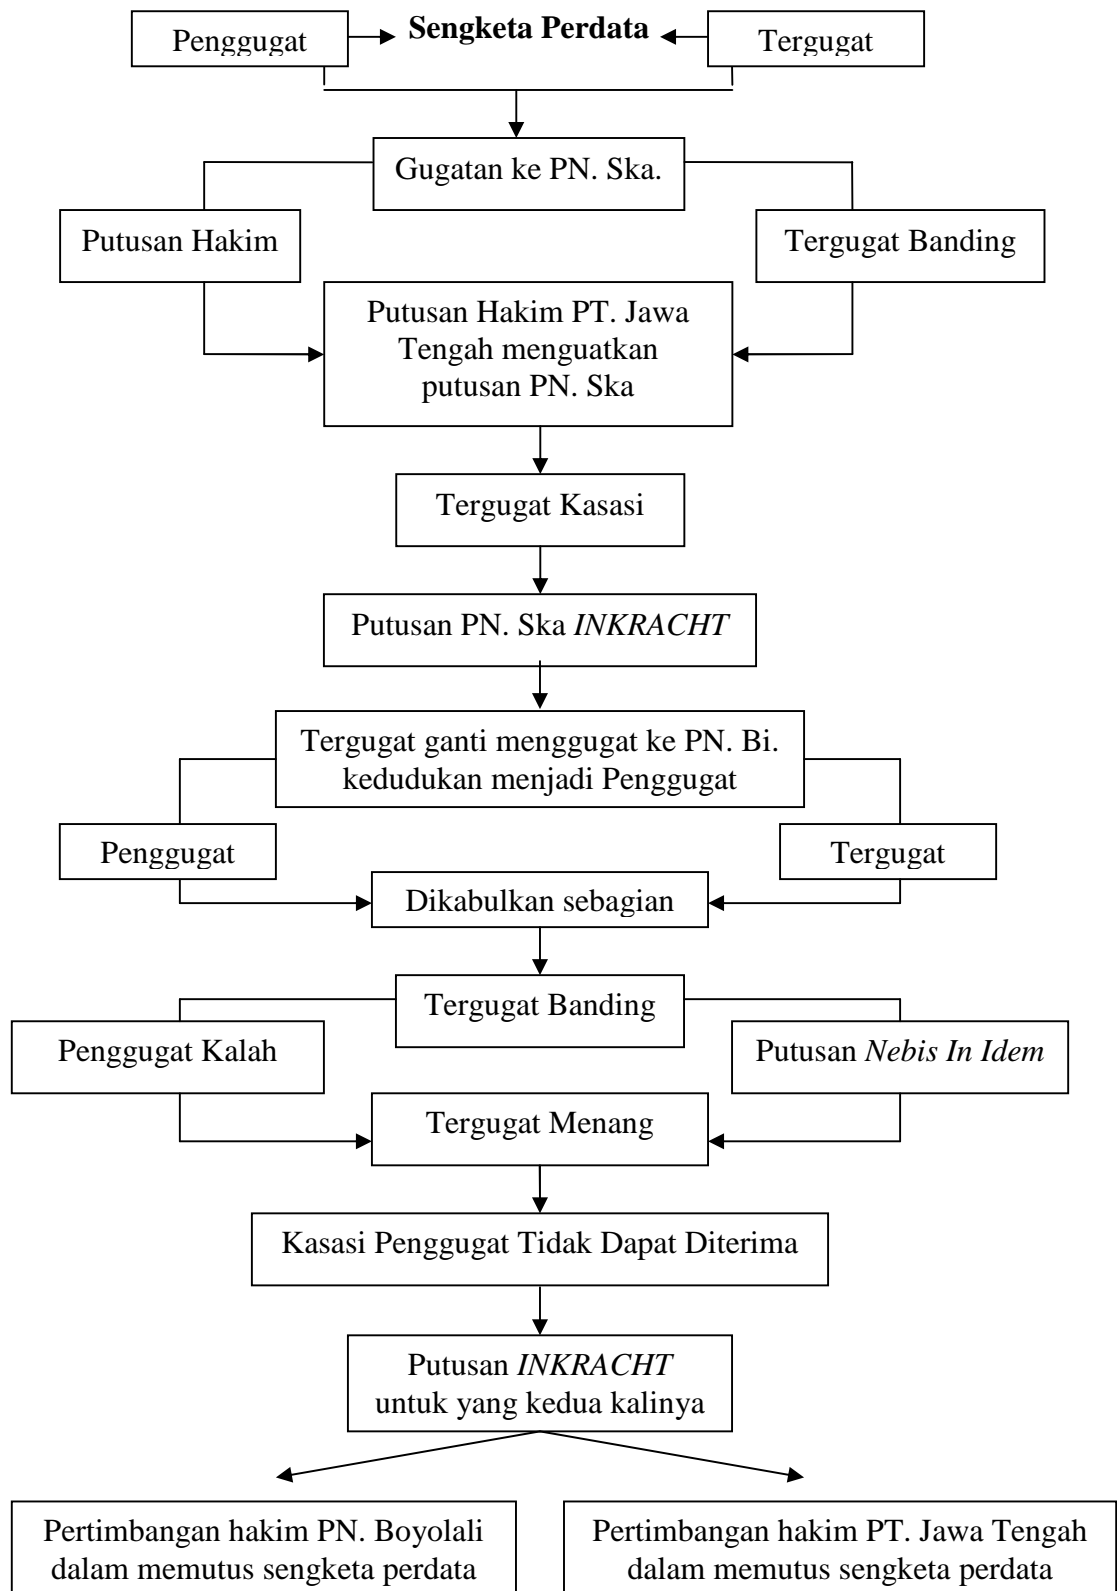 Penggugat
Sengketa Perdata
Tergugat
Gugatan ke PN. Ska.
Putusan Hakim
Tergugat Banding
Putusan Hakim PT. Jawa
Tengah menguatkan
putusan PN. Ska
Tergugat Kasasi
Putusan PN. Ska INKRACHT
Tergugat ganti menggugat ke PN. Bi.
kedudukan menjadi Penggugat
Penggugat
Tergugat
Dikabulkan sebagian
Tergugat Banding
Penggugat Kalah
Putusan Nebis In Idem
Tergugat Menang
Kasasi Penggugat Tidak Dapat Diterima
Putusan INKRACHT
untuk yang kedua kalinya
Pertimbangan hakim PN. Boyolali
dalam memutus sengketa perdata
Pertimbangan hakim PT. Jawa Tengah
dalam memutus sengketa perdata